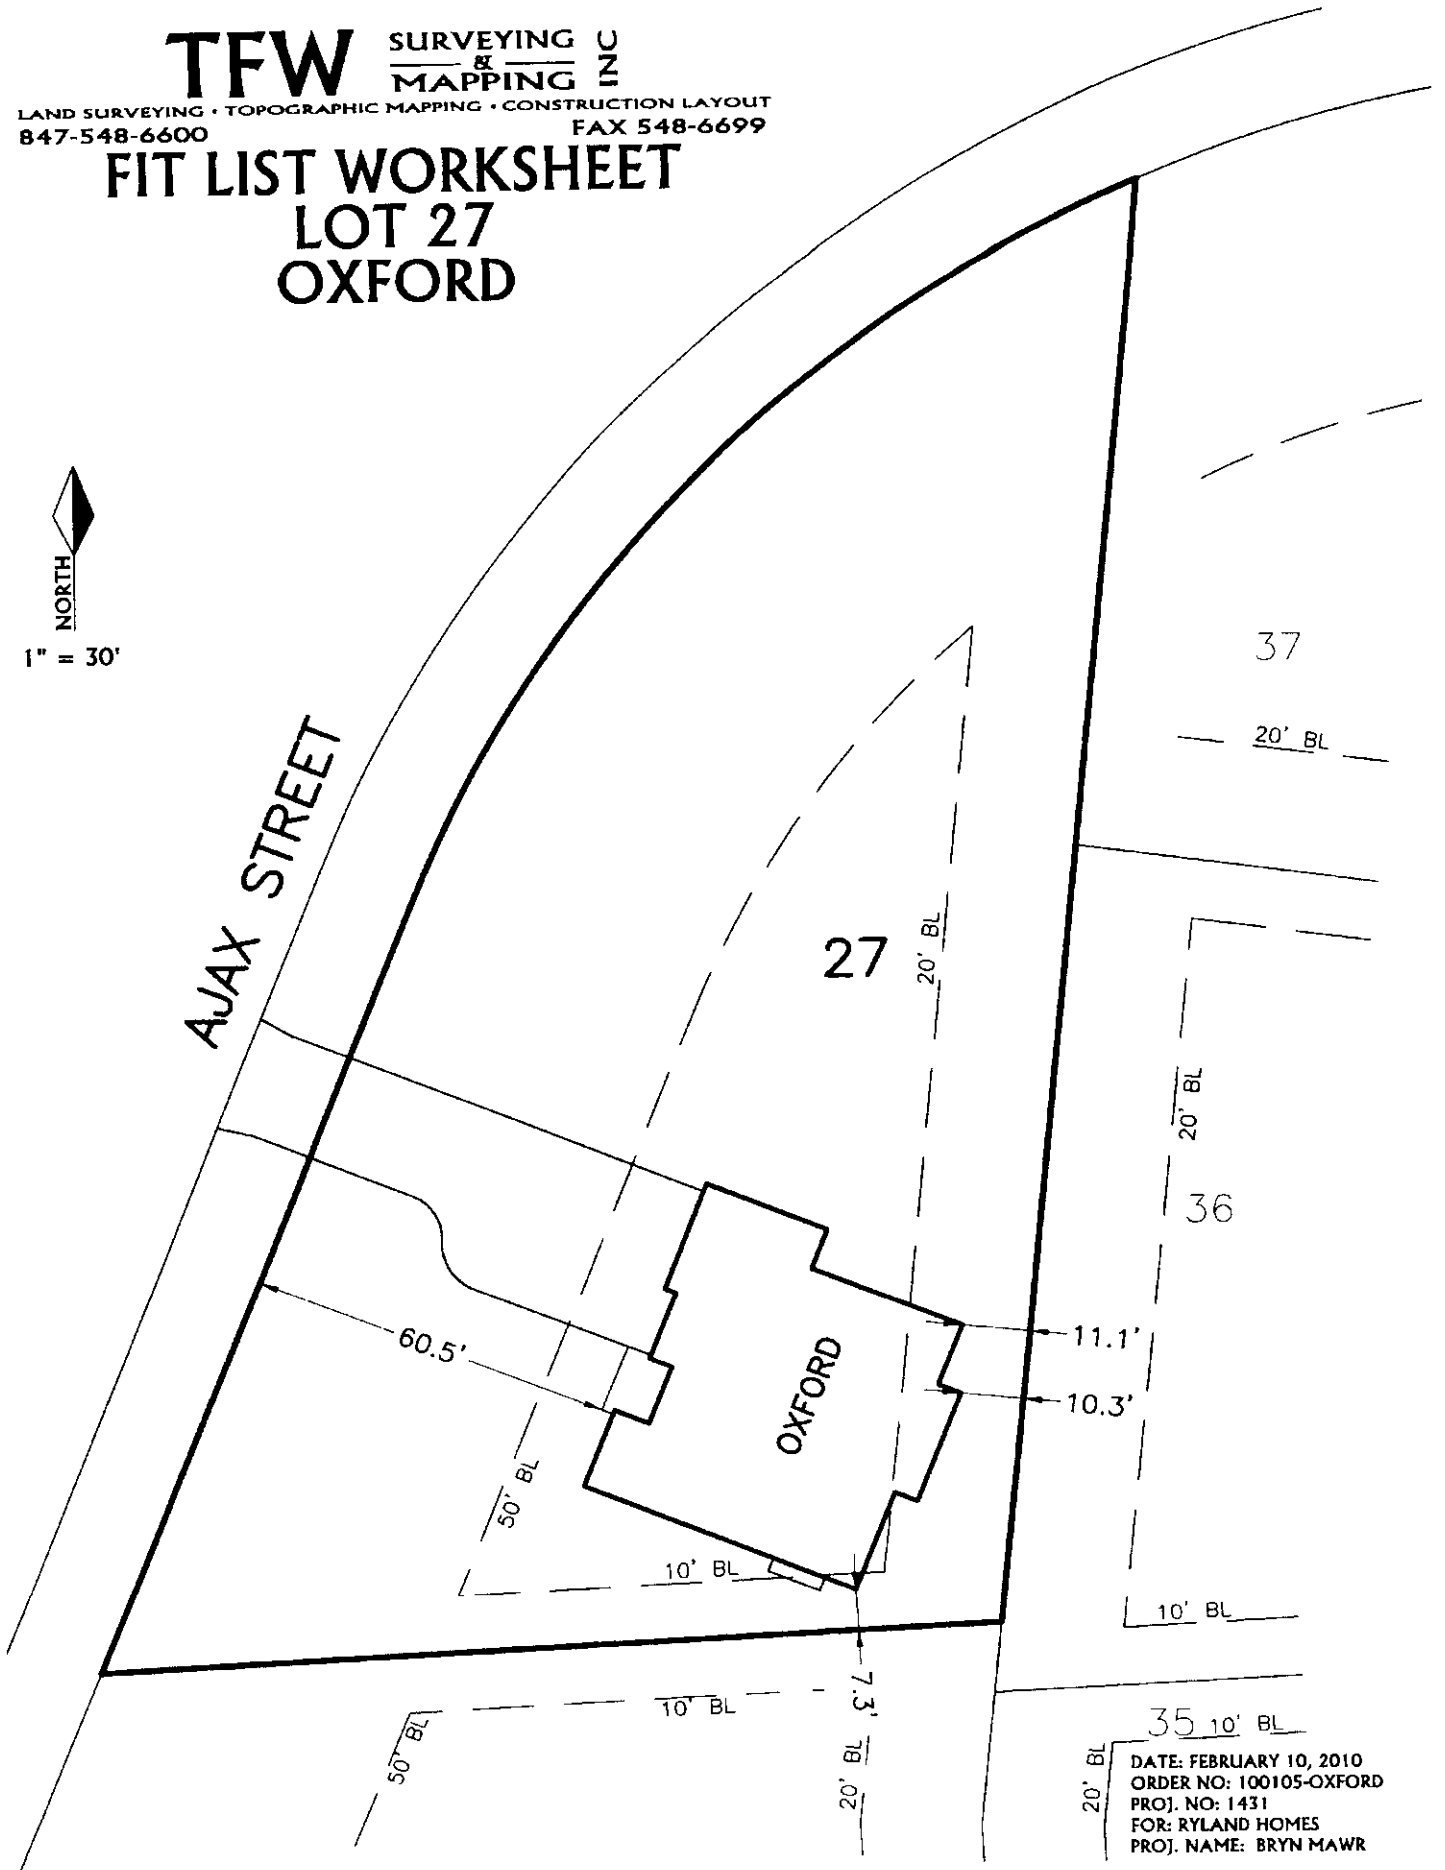 TFW SURVEYING & MAPPING INC
LAND SURVEYING • TOPOGRAPHIC MAPPING • CONSTRUCTION LAYOUT
847-548-6600 FAX 548-6699
FIT LIST WORKSHEET
LOT 27
OXFORD
NORTH
1" = 30'
AJAX STREET
37
20' BL
27
20' BL
20' BL
36
60.5'
OXFORD
11.1'
10.3'
50' BL
10' BL
10' BL
7.3'
10' BL
50' BL
20' BL
35
10' BL
20' BL
DATE: FEBRUARY 10, 2010
ORDER NO: 100105-OXFORD
PROJ. NO: 1431
FOR: RYLAND HOMES
PROJ. NAME: BRYN MAWR